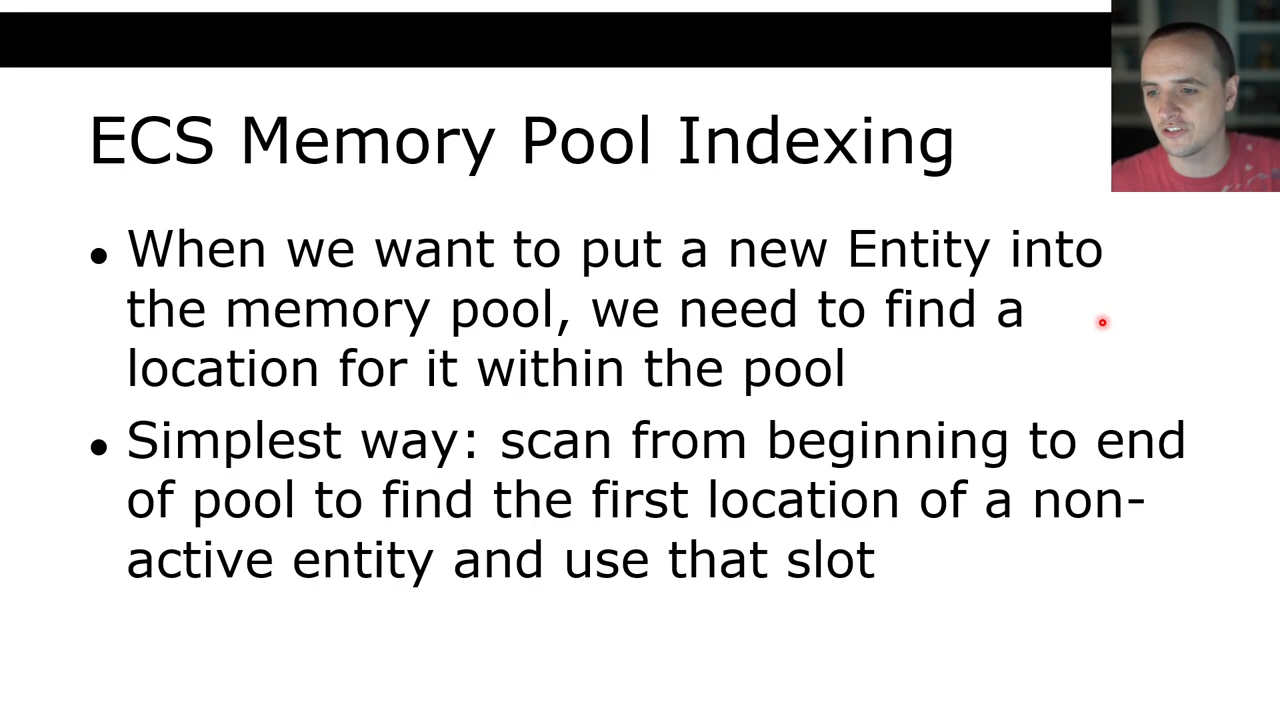 ECS Memory Pool Indexing
● When we want to put a new Entity into
the memory pool, we need to find a
location for it within the pool
● Simplest way: scan from beginning to end
of pool to find the first location of a non-
active entity and use that slot